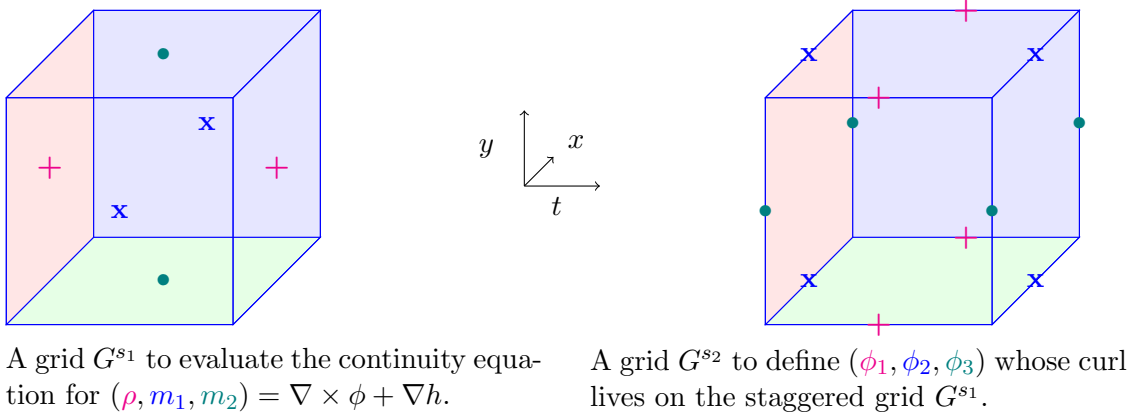 x
x
x
x
x
x
y
x
t
A grid G^{s_1} to evaluate the continuity equa-
tion for (ρ, m_1, m_2) = ∇ × ϕ + ∇h.
A grid G^{s_2} to define (ϕ_1, ϕ_2, ϕ_3) whose curl
lives on the staggered grid G^{s_1}.